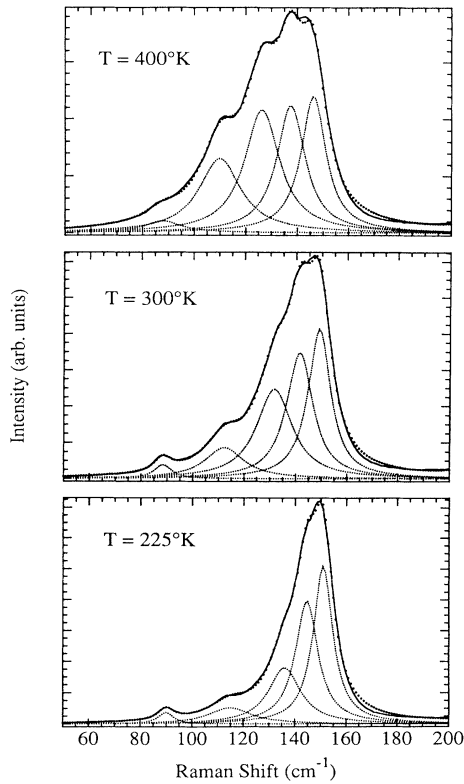 T = 400°K
T = 300°K
T = 225°K
Intensity (arb. units)
60 80 100 120 140 160 180 200
Raman Shift (cm-1)